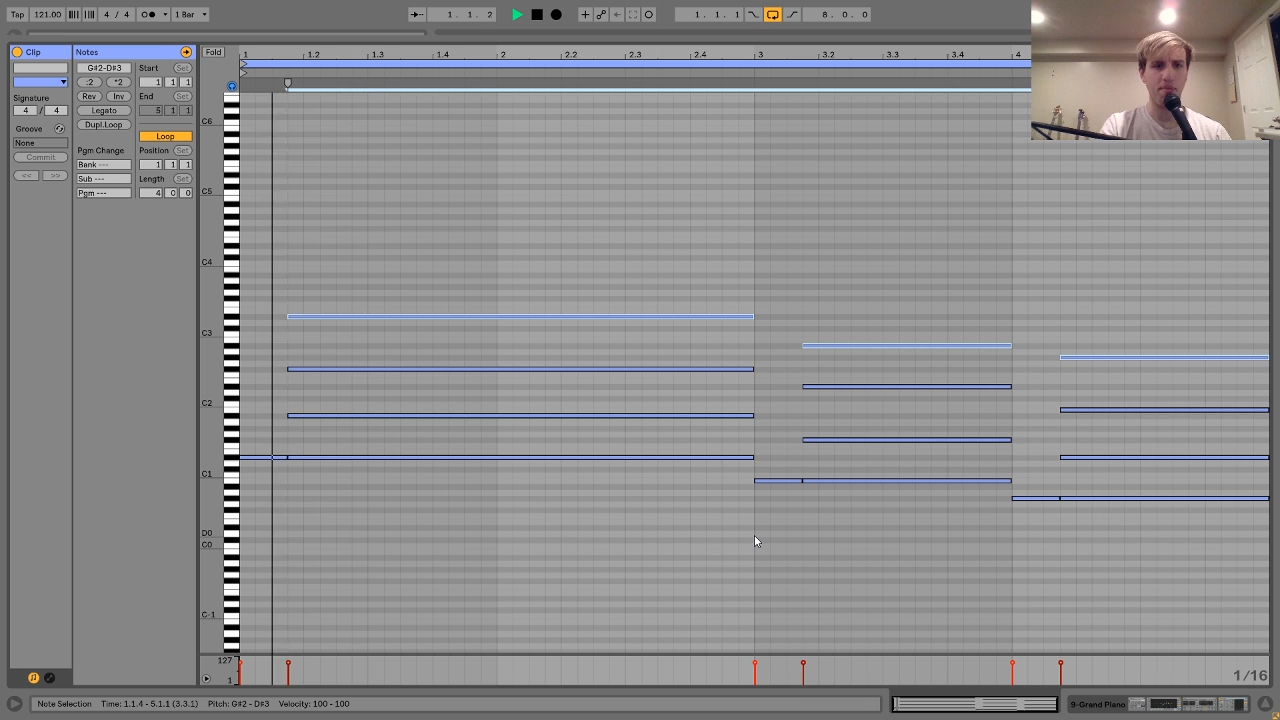 Tap 121.00 4 / 4 1 Bar 1. 1. 2 1. 1. 1 8. 0. 0
Clip Notes Fold 1 1.2 1.3 1.4 2 2.2 2.3 2.4 3 3.2 3.3 3.4 4
G#2-D#3 Start Set
:2 *2 1 1 1
Signature Rev Inv End Set
4 / 4 Legato 5 1 1
Groove Dupl.Loop
None Loop
Commit Pgm Change Position Set
Bank --- 1 1 1
<< >> Sub --- Length Set
Pgm --- 4 0 0
C6
C5
C4
C3
C2
C1
D0
C0
C-1
127
1 1/16
Note Selection Time: 1.1.4 - 5.1.1 (3.3 Pitch: G#2 - D#3 Velocity: 100 -100 9-Grand Piano